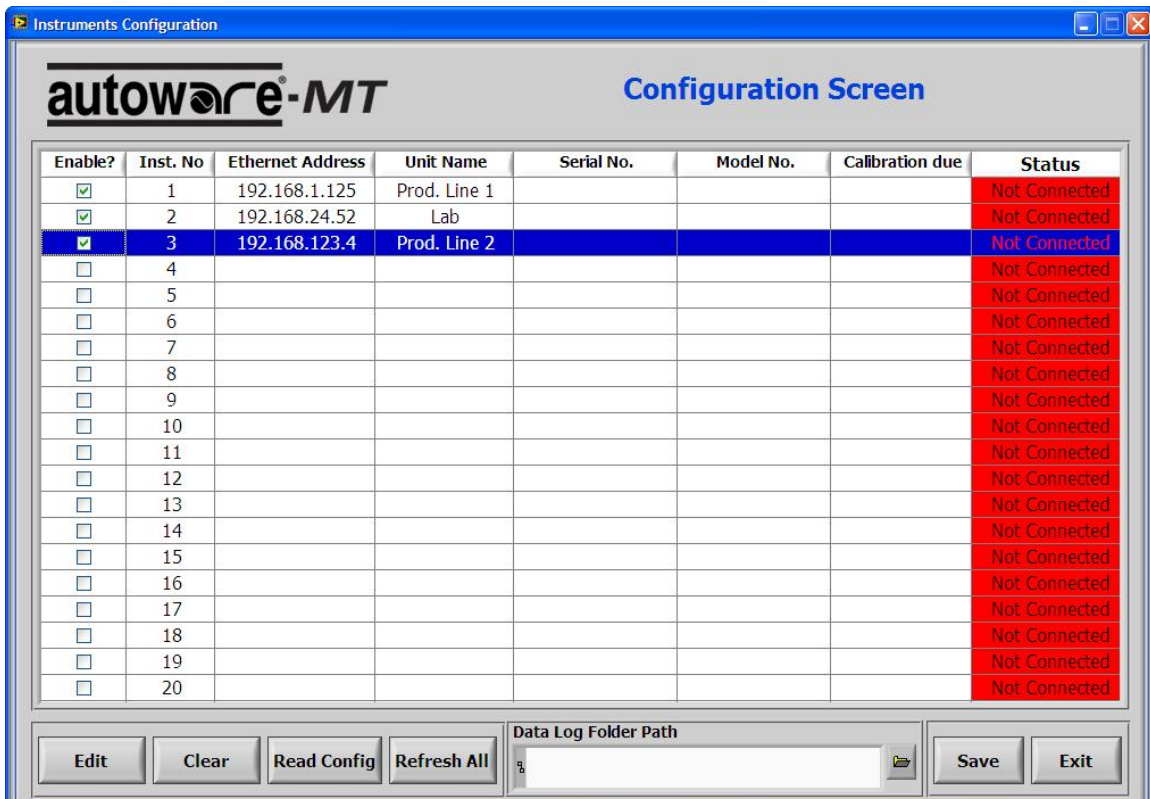 Instruments Configuration
autoware®-MT
Configuration Screen
Enable? Inst. No Ethernet Address Unit Name Serial No. Model No. Calibration due Status
1 192.168.1.125 Prod. Line 1 Not Connected
2 192.168.24.52 Lab Not Connected
3 192.168.123.4 Prod. Line 2 Not Connected
4 Not Connected
5 Not Connected
6 Not Connected
7 Not Connected
8 Not Connected
9 Not Connected
10 Not Connected
11 Not Connected
12 Not Connected
13 Not Connected
14 Not Connected
15 Not Connected
16 Not Connected
17 Not Connected
18 Not Connected
19 Not Connected
20 Not Connected
Data Log Folder Path
Edit Clear Read Config Refresh All Save Exit